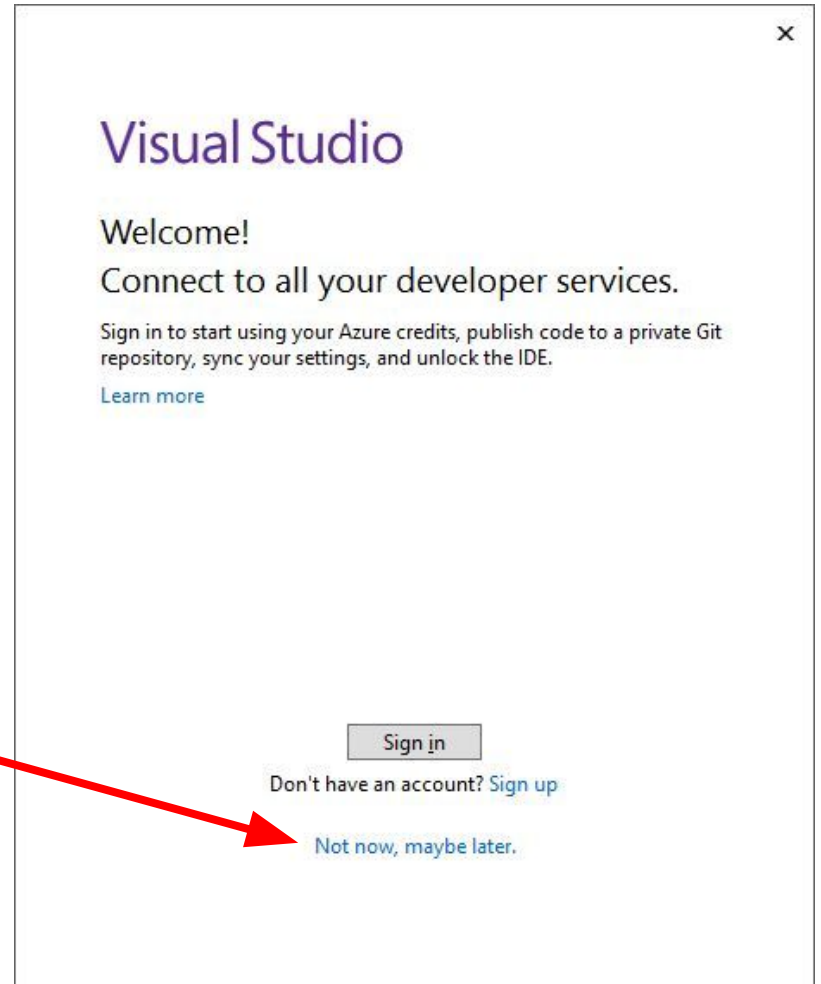 Visual Studio
Welcome!
Connect to all your developer services.
Sign in to start using your Azure credits, publish code to a private Git
repository, sync your settings, and unlock the IDE.
Learn more
Sign in
Don't have an account? Sign up
Not now, maybe later.